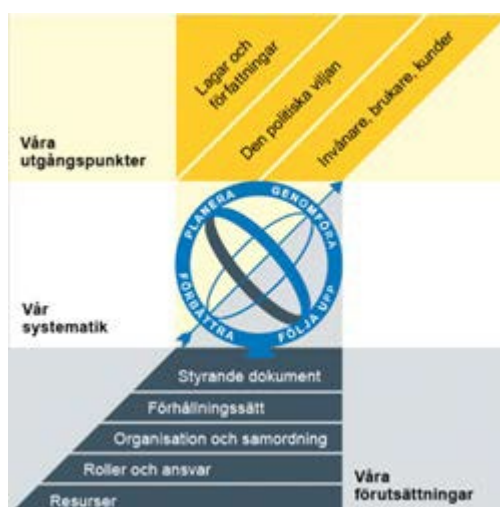 Lagar och
författningar
Den politiska viljan
Invånare, brukare, kunder
Våra
utgångspunkter
PLANERA
GENOMFÖRA
FÖRBÄTTRA
FÖLJA UPP
Vår
systematik
Styrande dokument
Förhållningssätt
Organisation och samordning
Roller och ansvar
Resurser
Våra
förutsättningar